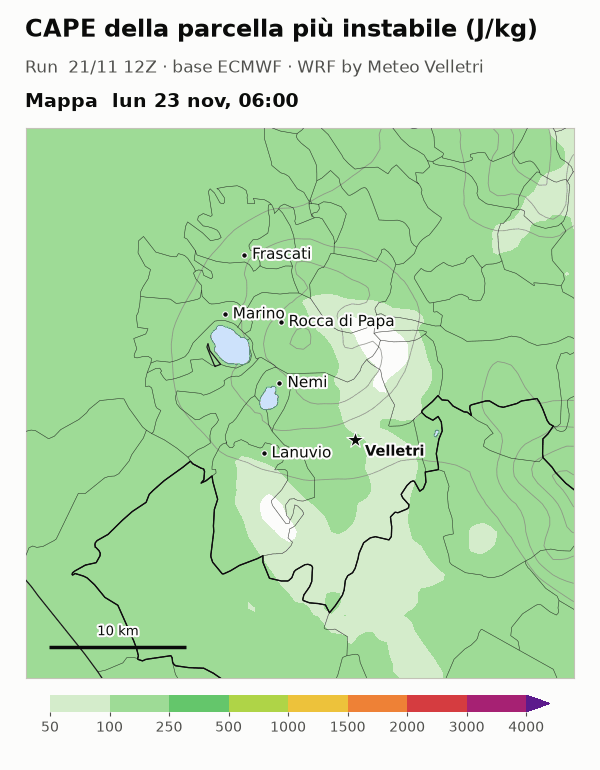 CAPE della parcella più instabile (J/kg)
Run  21/11 12Z · base ECMWF · WRF by Meteo Velletri
Mappa  lun 23 nov, 06:00
Frascati
Marino
Rocca di Papa
Nemi
Velletri
Lanuvio
10 km
50 100 250 500 1000 1500 2000 3000 4000